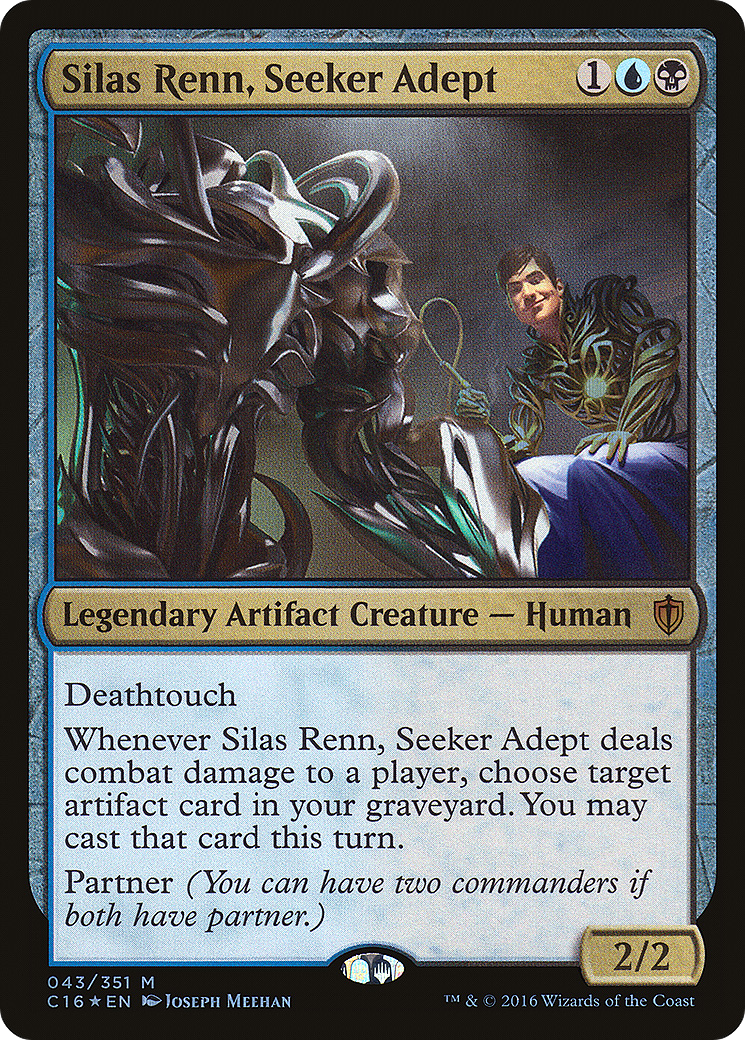 Silas Renn, Seeker Adept 1
Legendary Artifact Creature — Human
Deathtouch
Whenever Silas Renn, Seeker Adept deals
combat damage to a player, choose target
artifact card in your graveyard. You may
cast that card this turn.
Partner (You can have two commanders if
both have partner.)
2/2
043/351 M
C16★EN Joseph Meehan
™ & © 2016 Wizards of the Coast